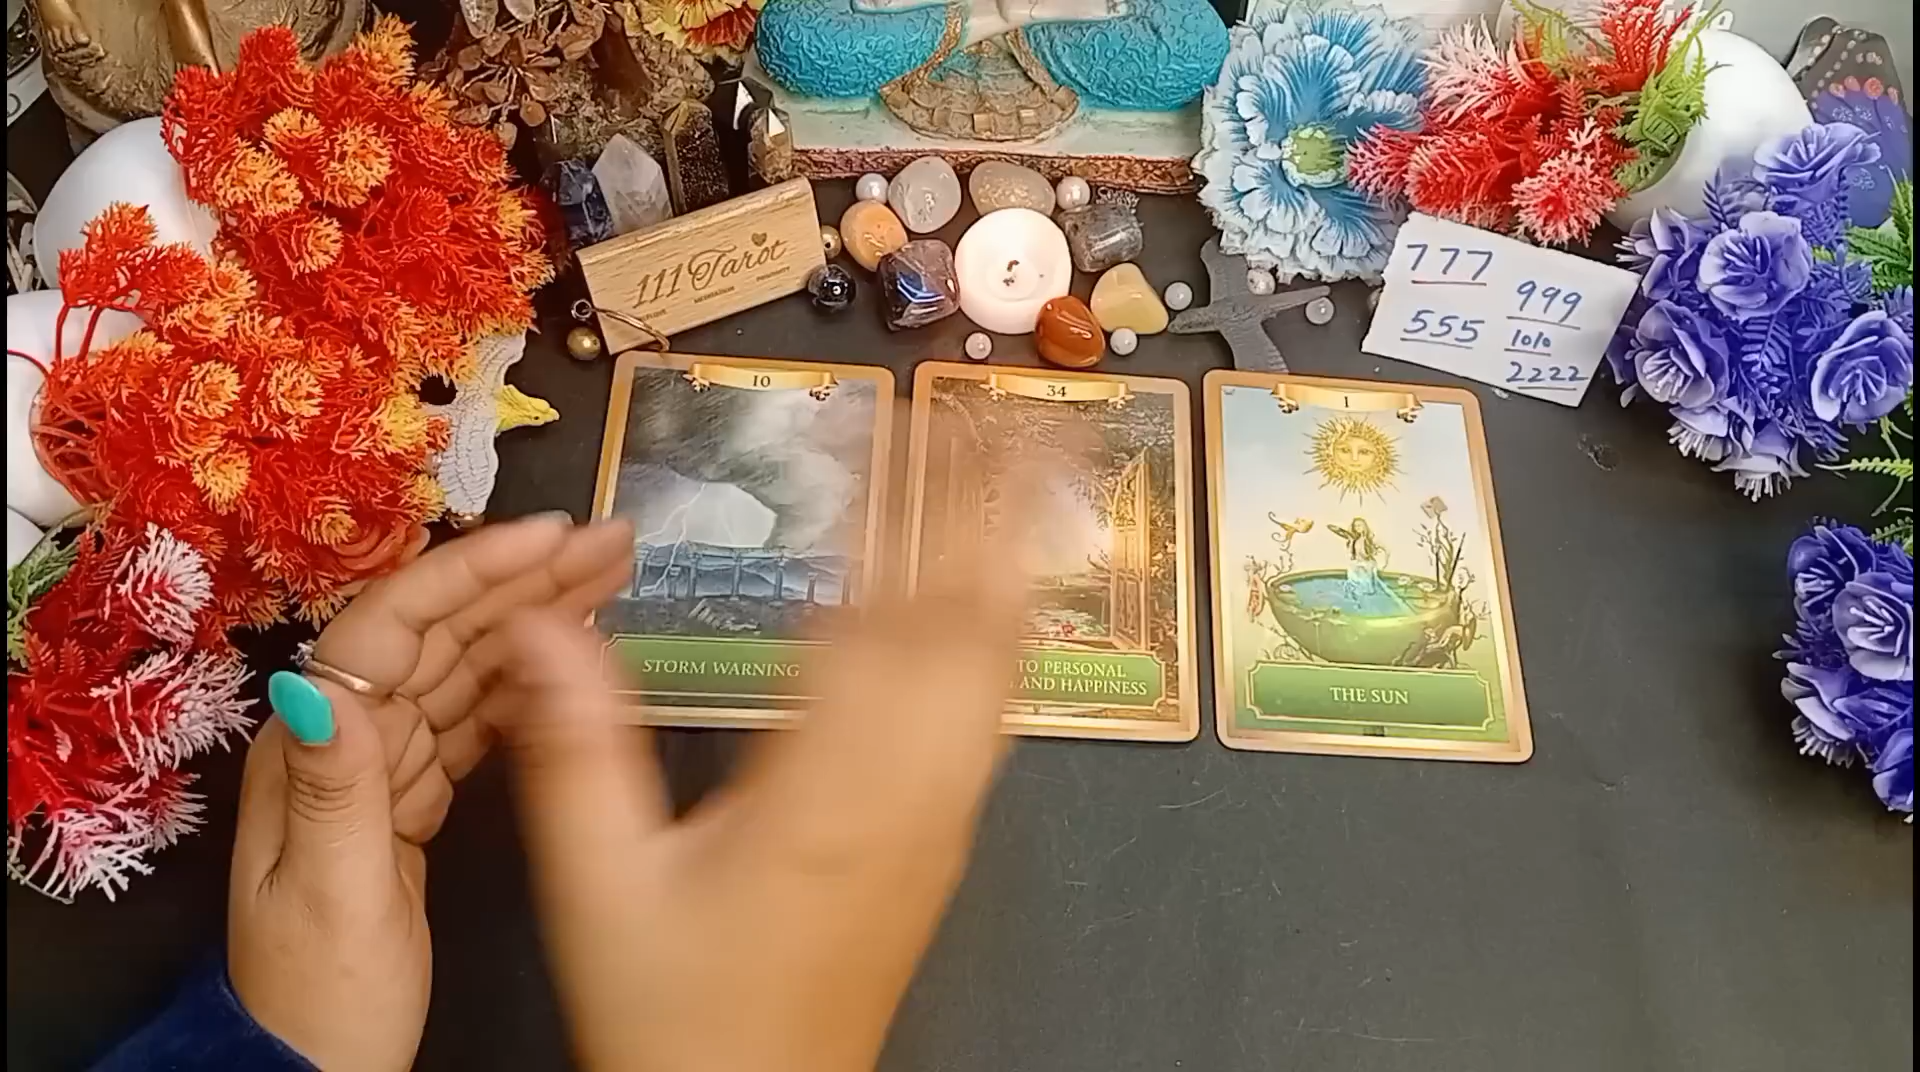 111 Tarot
777
999
555
1010
2222
10
34
1
STORM WARNING
TO PERSONAL
AND HAPPINESS
THE SUN